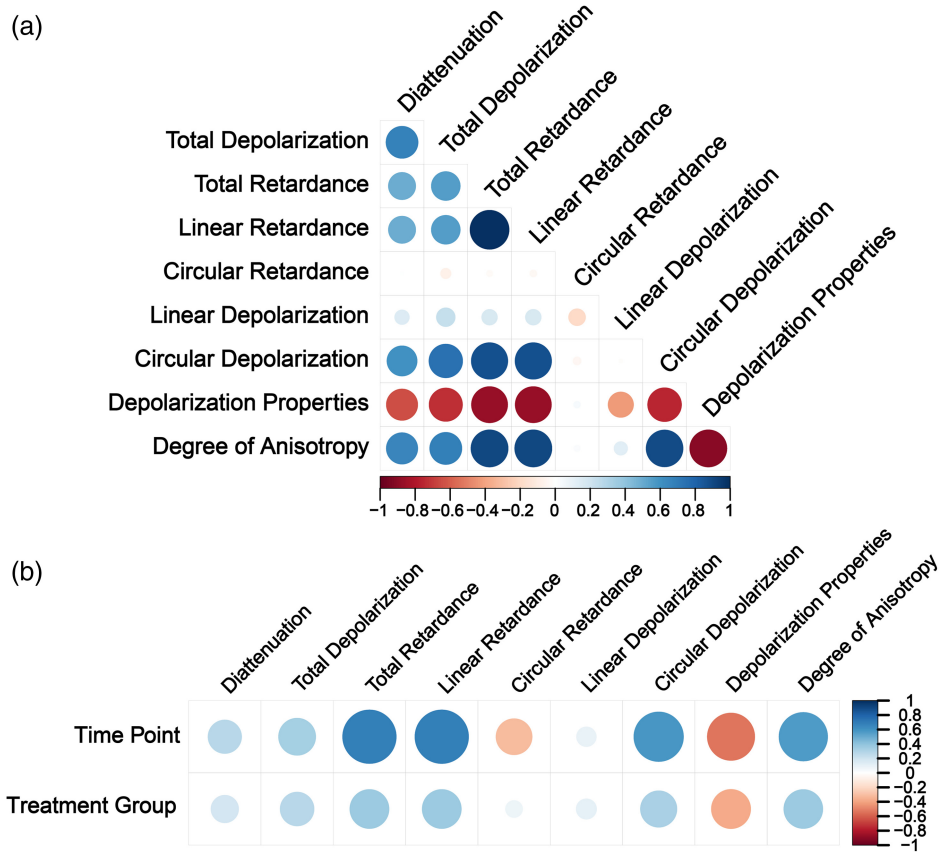 (a)
Diattenuation
Total Depolarization
Total Retardance
Linear Retardance
Circular Retardance
Linear Depolarization
Circular Depolarization
Depolarization Properties
Total Depolarization
Total Retardance
Linear Retardance
Circular Retardance
Linear Depolarization
Circular Depolarization
Depolarization Properties
Degree of Anisotropy
−1 −0.8 −0.6 −0.4 −0.2 0 0.2 0.4 0.6 0.8 1
(b)
Diattenuation
Total Depolarization
Total Retardance
Linear Retardance
Circular Retardance
Linear Depolarization
Circular Depolarization
Depolarization Properties
Degree of Anisotropy
Time Point
Treatment Group
1
0.8
0.6
0.4
0.2
0
−0.2
−0.4
−0.6
−0.8
−1